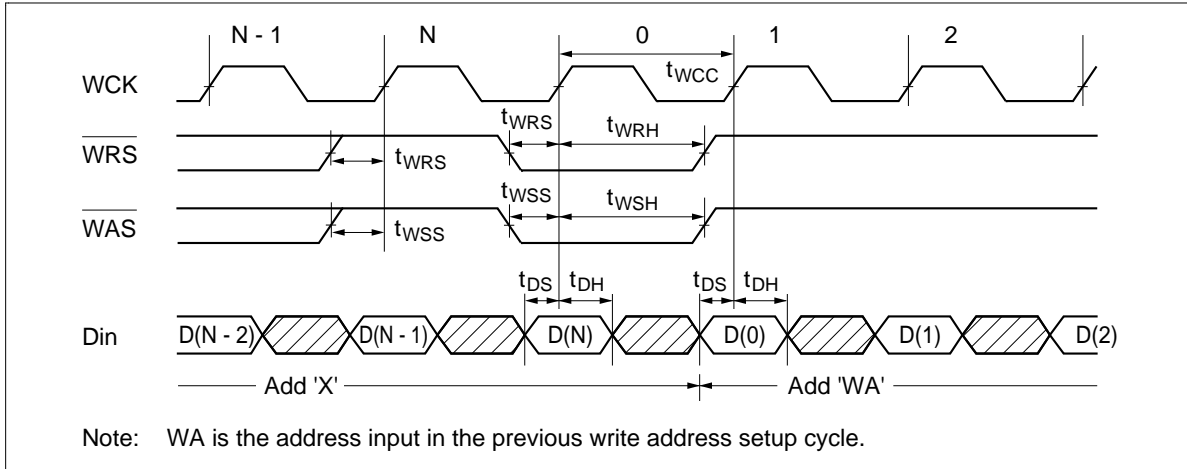 N - 1 N 0 1 2
WCK tWCC
tWRS tWRH
WRS tWRS
tWSS tWSH
WAS tWSS
tDS tDH tDS tDH
Din D(N - 2) D(N - 1) D(N) D(0) D(1) D(2)
Add 'X' Add 'WA'
Note: WA is the address input in the previous write address setup cycle.